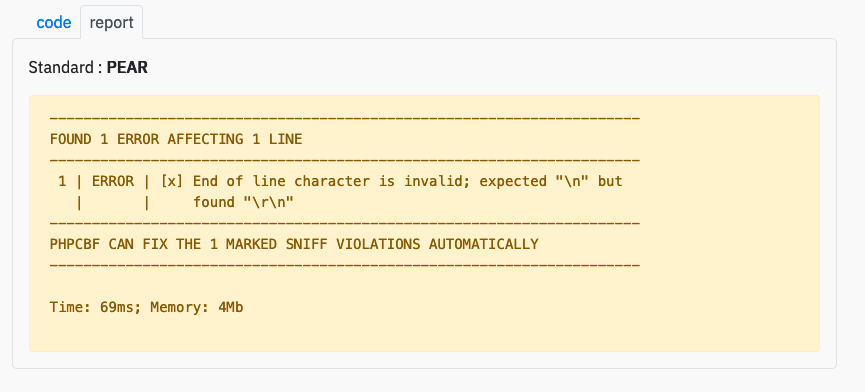 code report
Standard : PEAR
----------------------------------------------------------------------
FOUND 1 ERROR AFFECTING 1 LINE
----------------------------------------------------------------------
 1 | ERROR | [x] End of line character is invalid; expected "\n" but
   |       |     found "\r\n"
----------------------------------------------------------------------
PHPCBF CAN FIX THE 1 MARKED SNIFF VIOLATIONS AUTOMATICALLY
----------------------------------------------------------------------
Time: 69ms; Memory: 4Mb